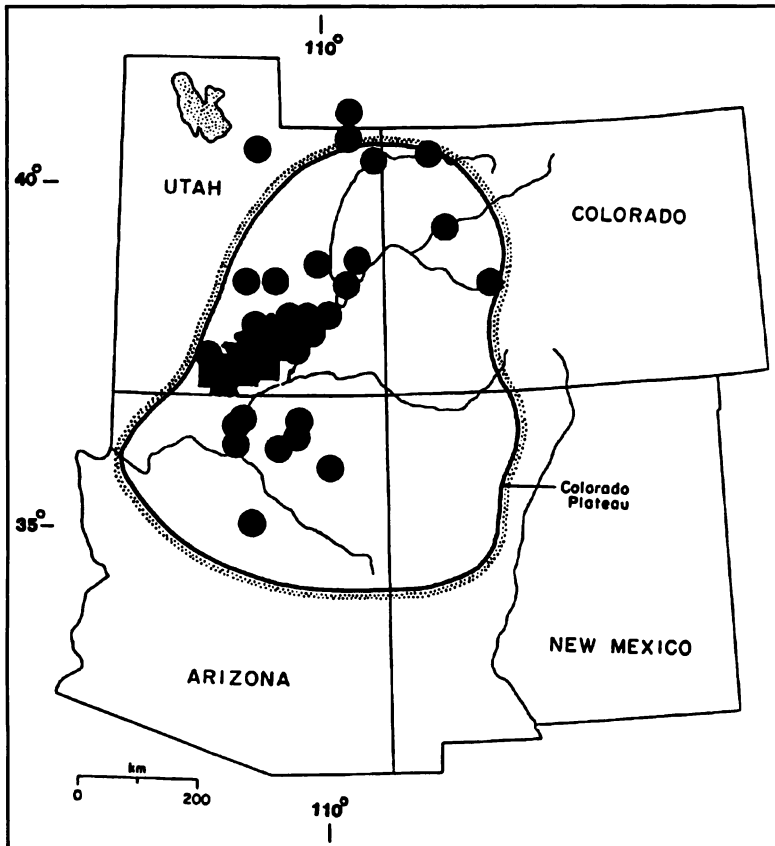 110°
40°
UTAH
COLORADO
Colorado
Plateau
35°
NEW MEXICO
ARIZONA
km
0 200
110°